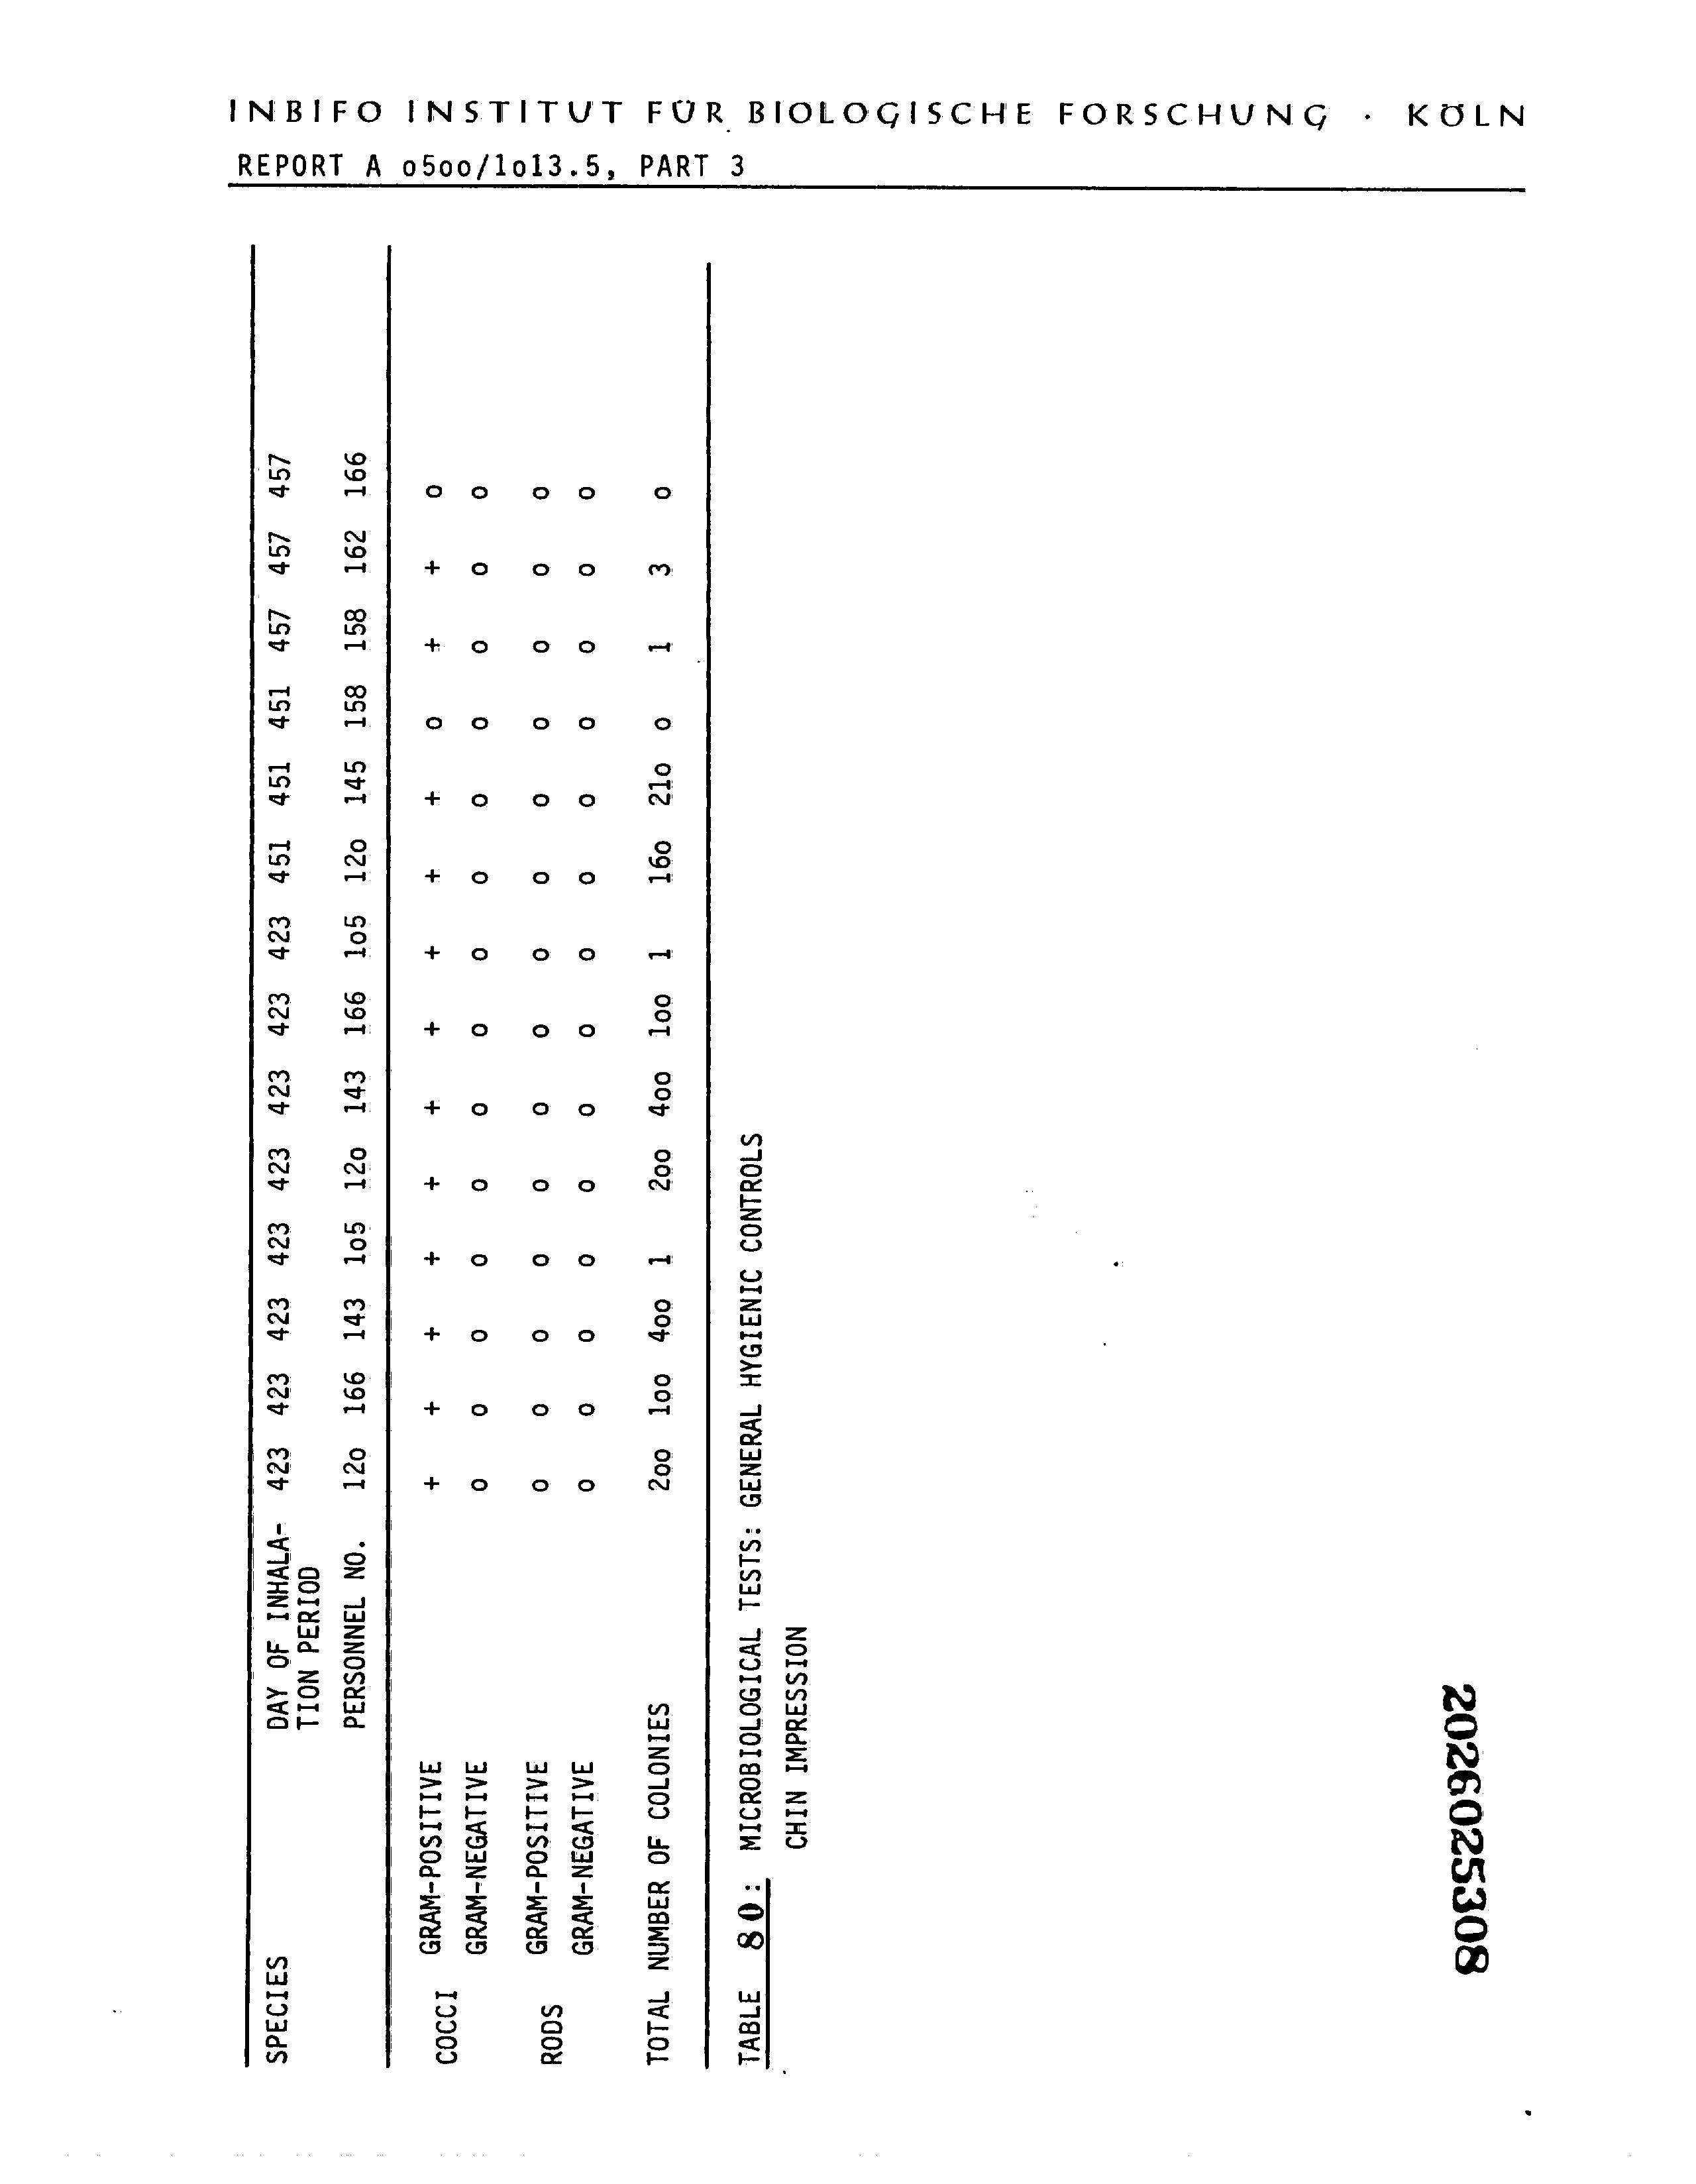 INBIFO INSTITUT FÜR BIOLOGISCHE FORSCHUNG · KÖLN
REPORT A o5oo/1o13.5, PART 3
SPECIES DAY OF INHALA- 423 423 423 423 423 423 423 423 451 451 451 457 457 457
TION PERIOD
PERSONNEL NO. 12o 166 143 1o5 12o 143 166 1o5 12o 145 158 158 162 166
COCCI GRAM-POSITIVE + + + + + + + + + + o + + o
GRAM-NEGATIVE o o o o o o o o o o o o o o
RODS GRAM-POSITIVE o o o o o o o o o o o o o o
GRAM-NEGATIVE o o o o o o o o o o o o o o
TOTAL NUMBER OF COLONIES 2oo 1oo 4oo 1 2oo 4oo 1oo 1 16o 21o o 1 3 o
TABLE 80: MICROBIOLOGICAL TESTS: GENERAL HYGIENIC CONTROLS
CHIN IMPRESSION
2026025308